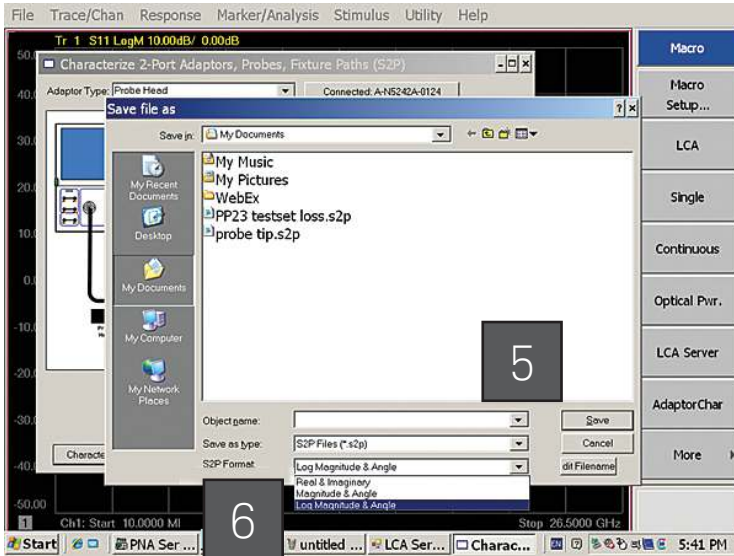 File Trace/Chan Response Marker/Analysis Stimulus Utility Help
Tr 1 S11 LogM 10.00dB/ 0.00dB
Characterize 2-Port Adaptors, Probes, Fixture Paths (S2P)
Adaptor Type: Probe Head
Connected: A-N5242A-0124
Save file as
Save in: My Documents
My Recent
Documents
Desktop
My Documents
My Computer
My Network
Places
My Music
My Pictures
WebEx
PP23 testset loss.s2p
probe tip.s2p
5
Object name:
Save
Save as type: S2P Files (*.s2p)
Cancel
S2P Format: Log Magnitude & Angle
dit Filename
Real & Imaginary
Magnitude & Angle
Log Magnitude & Angle
6
Characte
50.0
40.0
30.0
20.0
10.0
0.0
-10.0
-20.0
-30.0
-40.0
-50.00
1 Ch1: Start 10.0000 MI
Stop 26.5000 GHz
Macro
Macro
Setup...
LCA
Single
Continuous
Optical Pwr.
LCA Server
AdaptorChar
More
Start
PNA Ser ...
untitled ...
LCA Ser...
Charac...
EN
5:41 PM